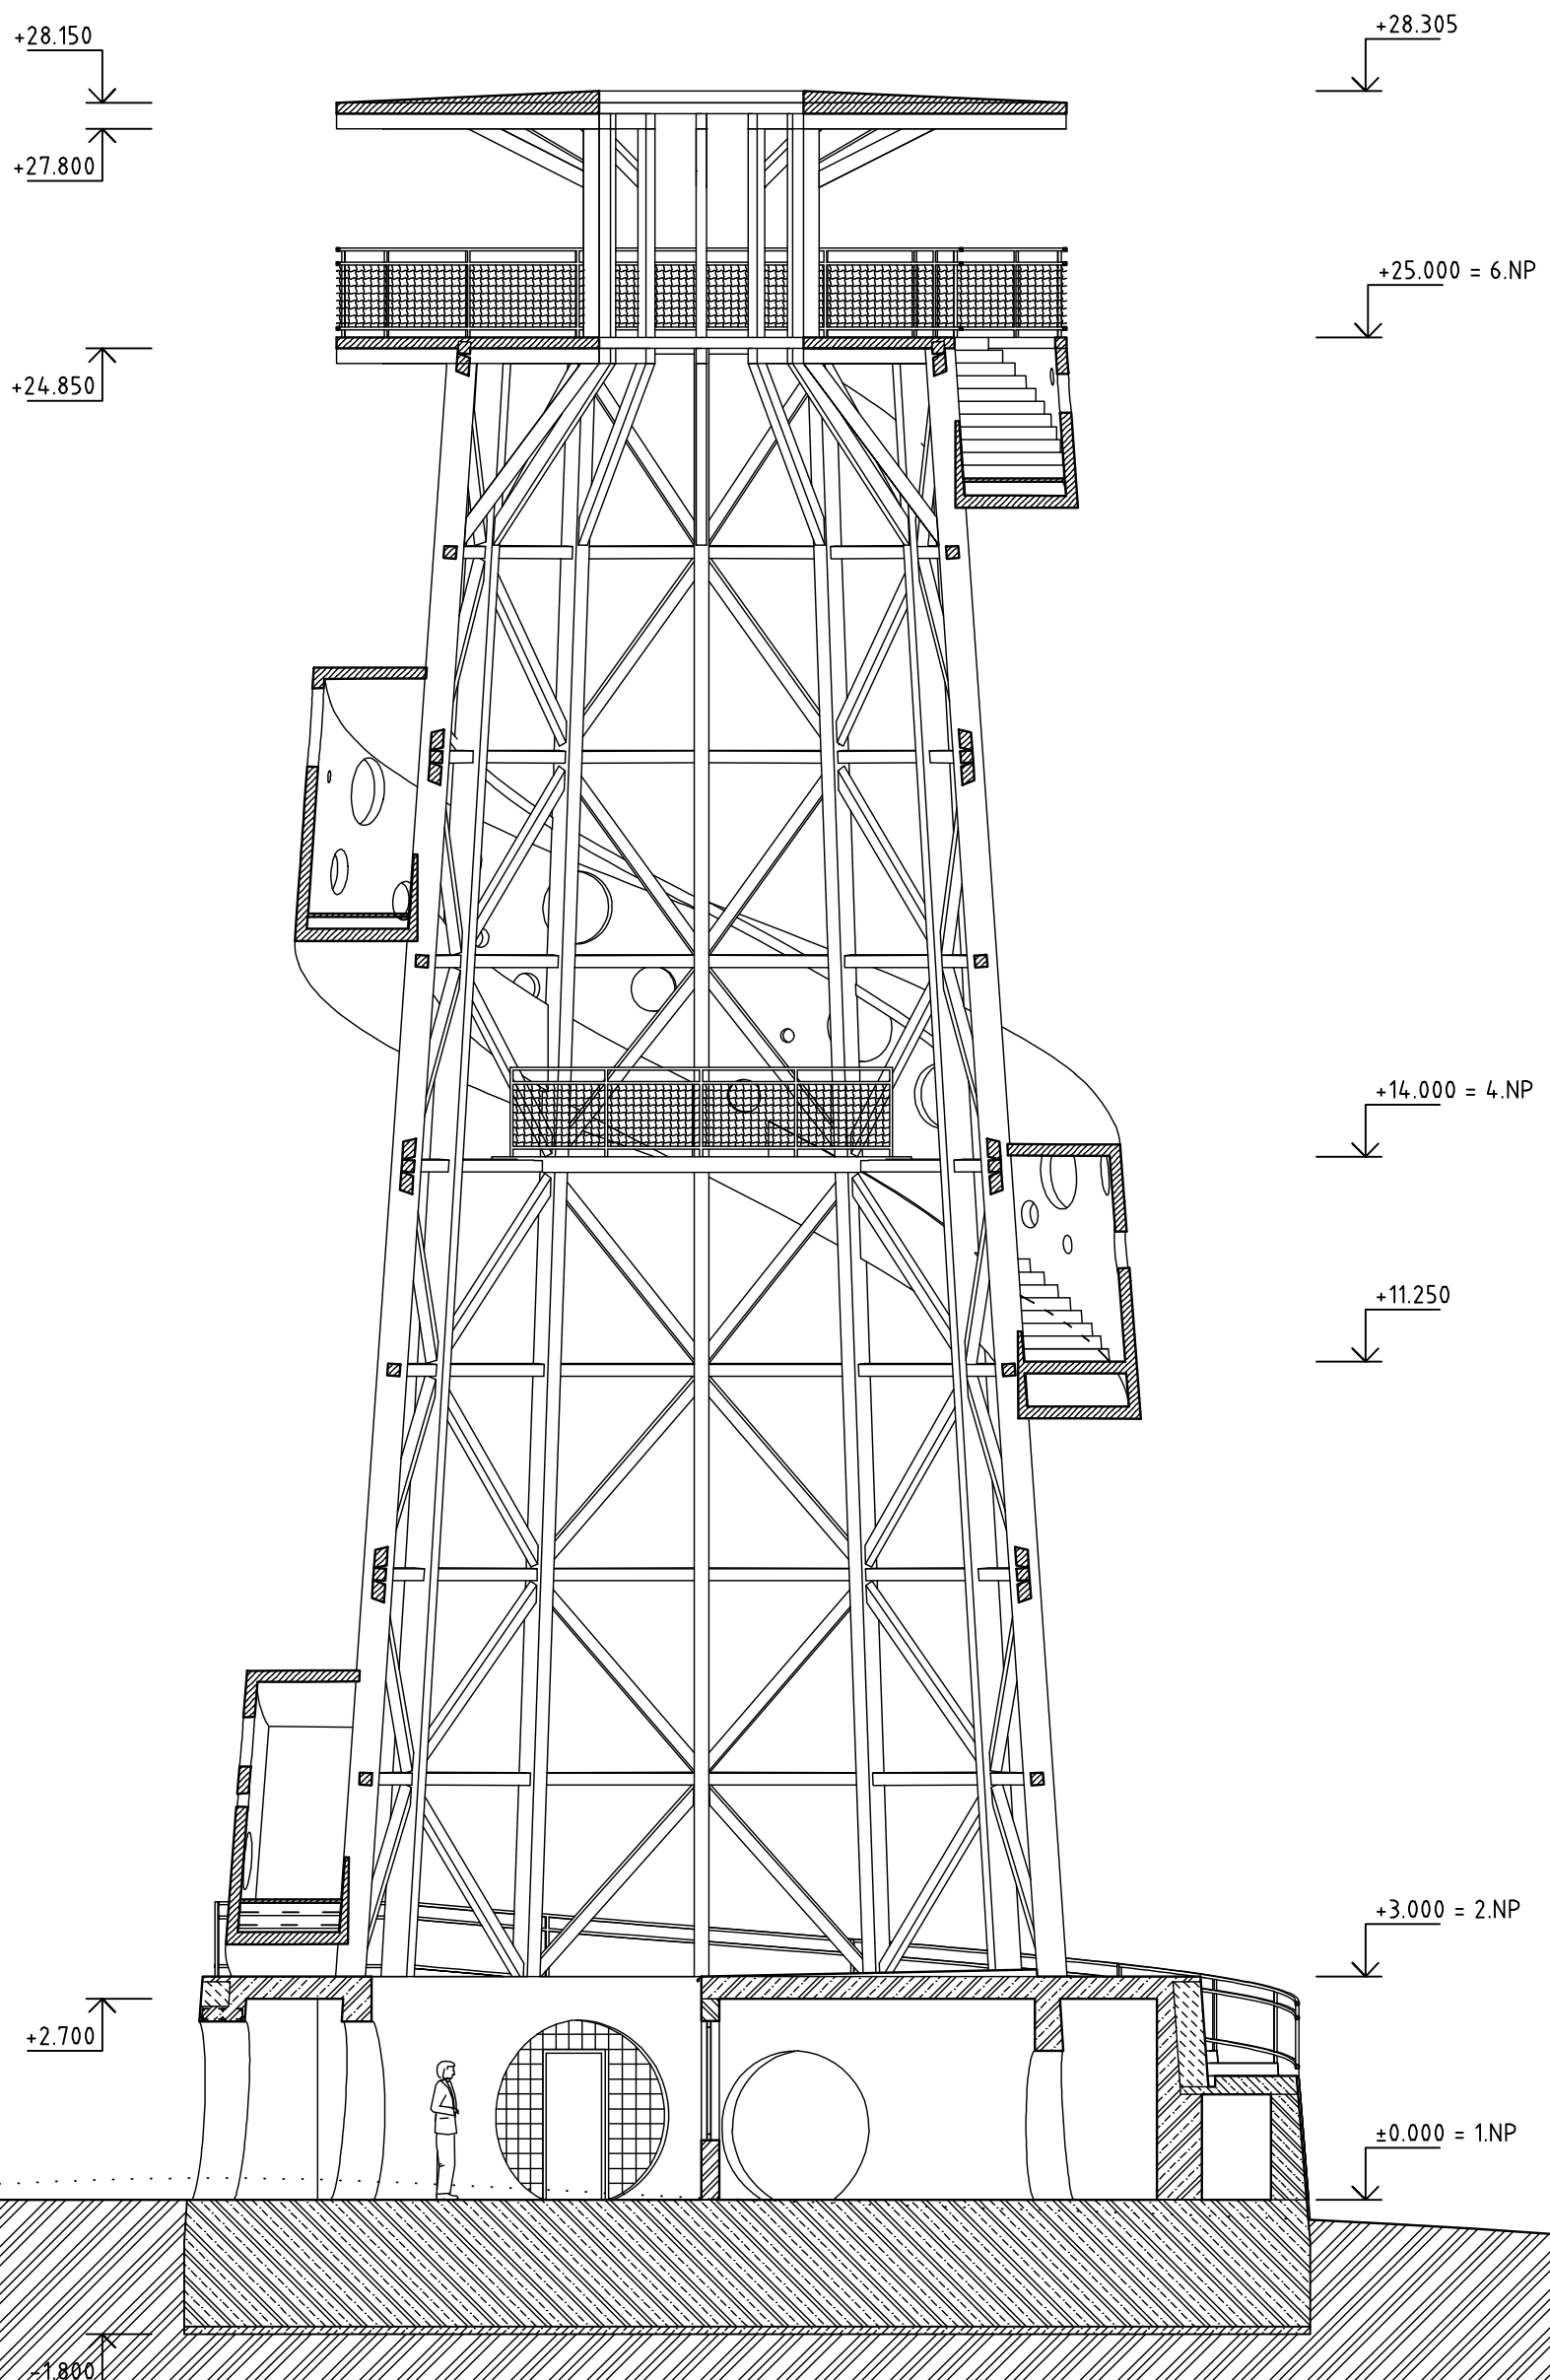 +28.150
+28.305
+27.800
+25.000 = 6.NP
+24.850
+14.000 = 4.NP
+11.250
+3.000 = 2.NP
+2.700
±0.000 = 1.NP
-1.800